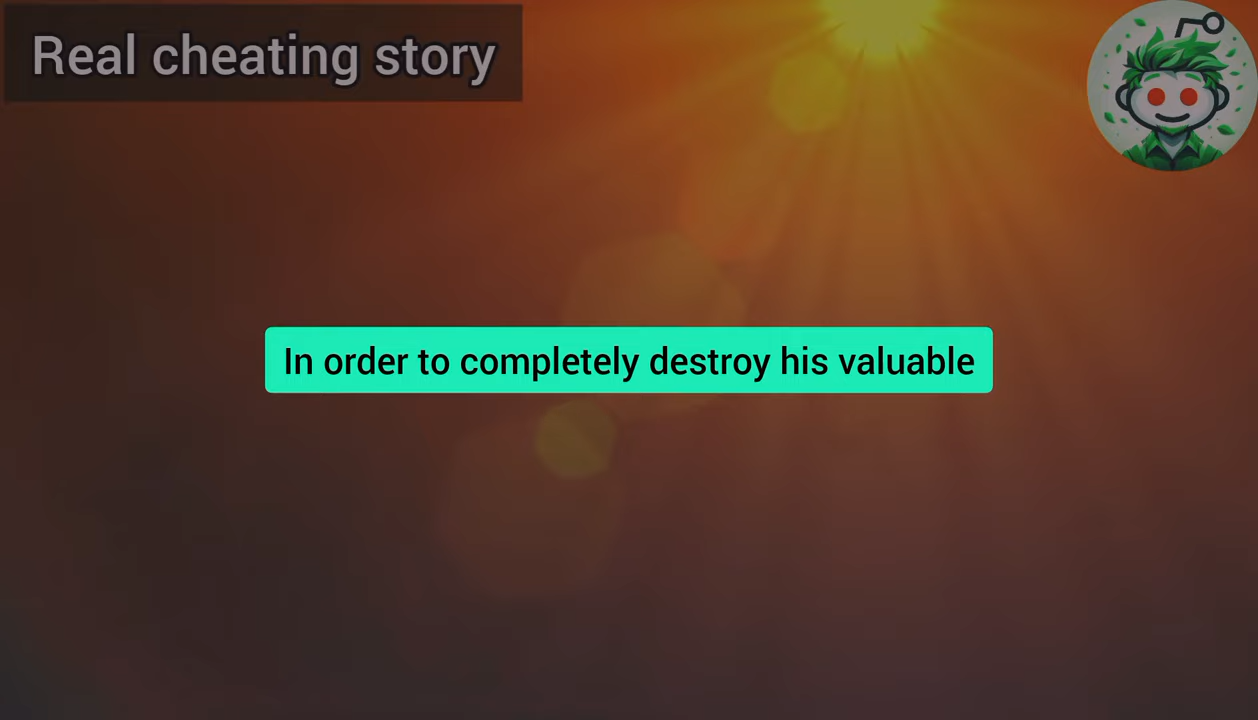 Real cheating story
In order to completely destroy his valuable